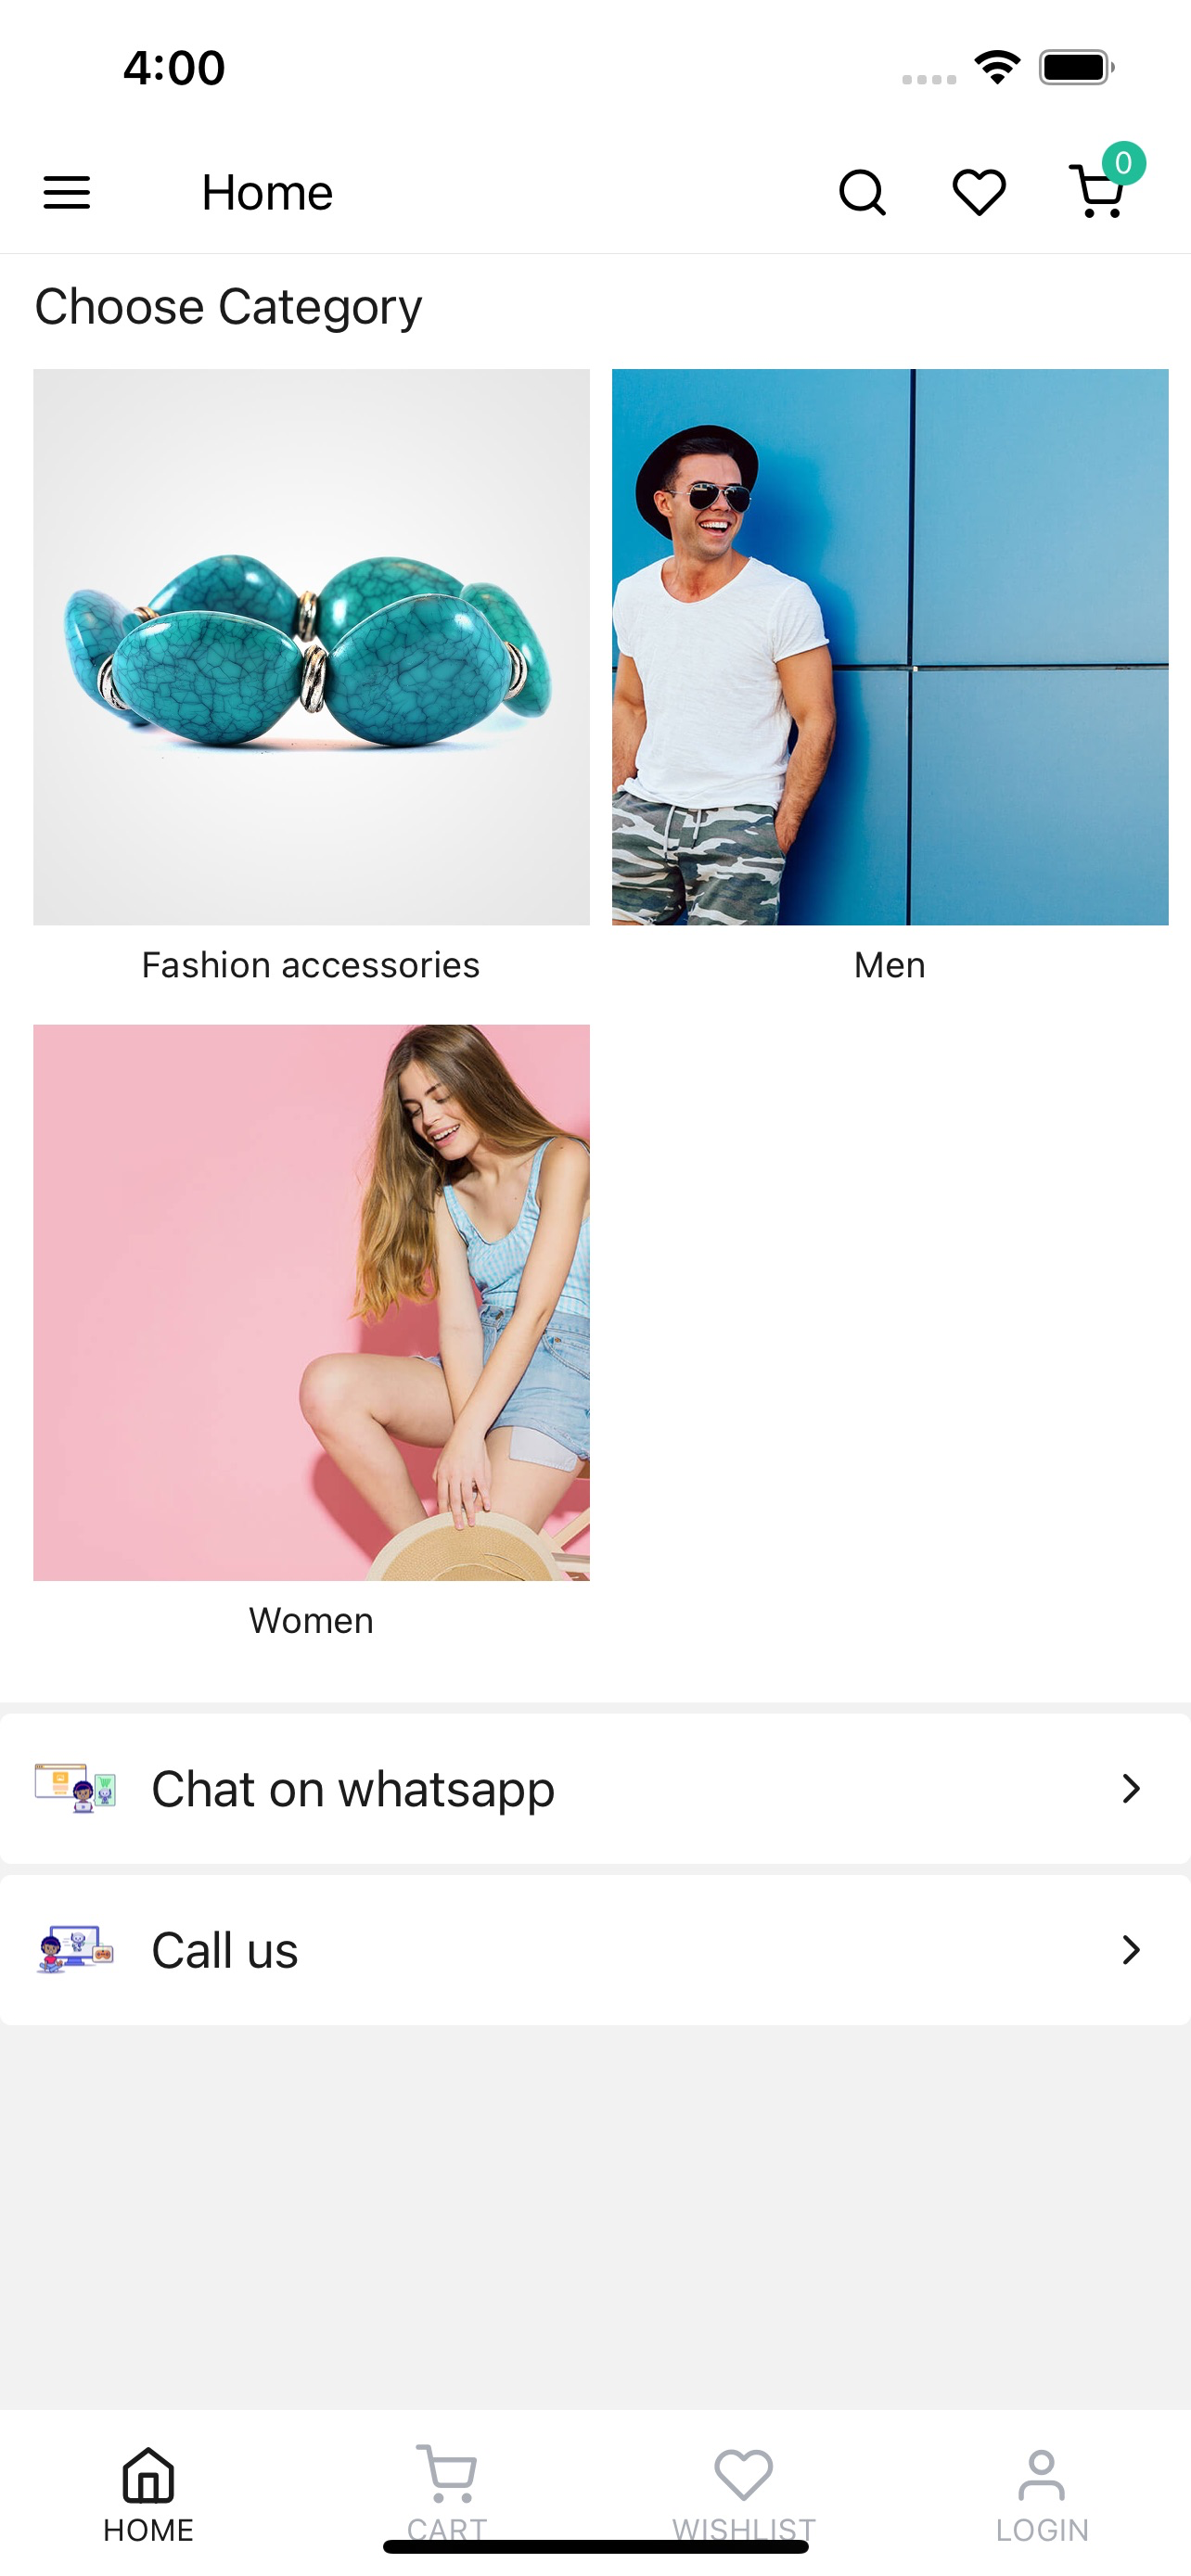 4:00
Home
0
Choose Category
Fashion accessories
Men
Women
Chat on whatsapp
Call us
HOME
CART
WISHLIST
LOGIN